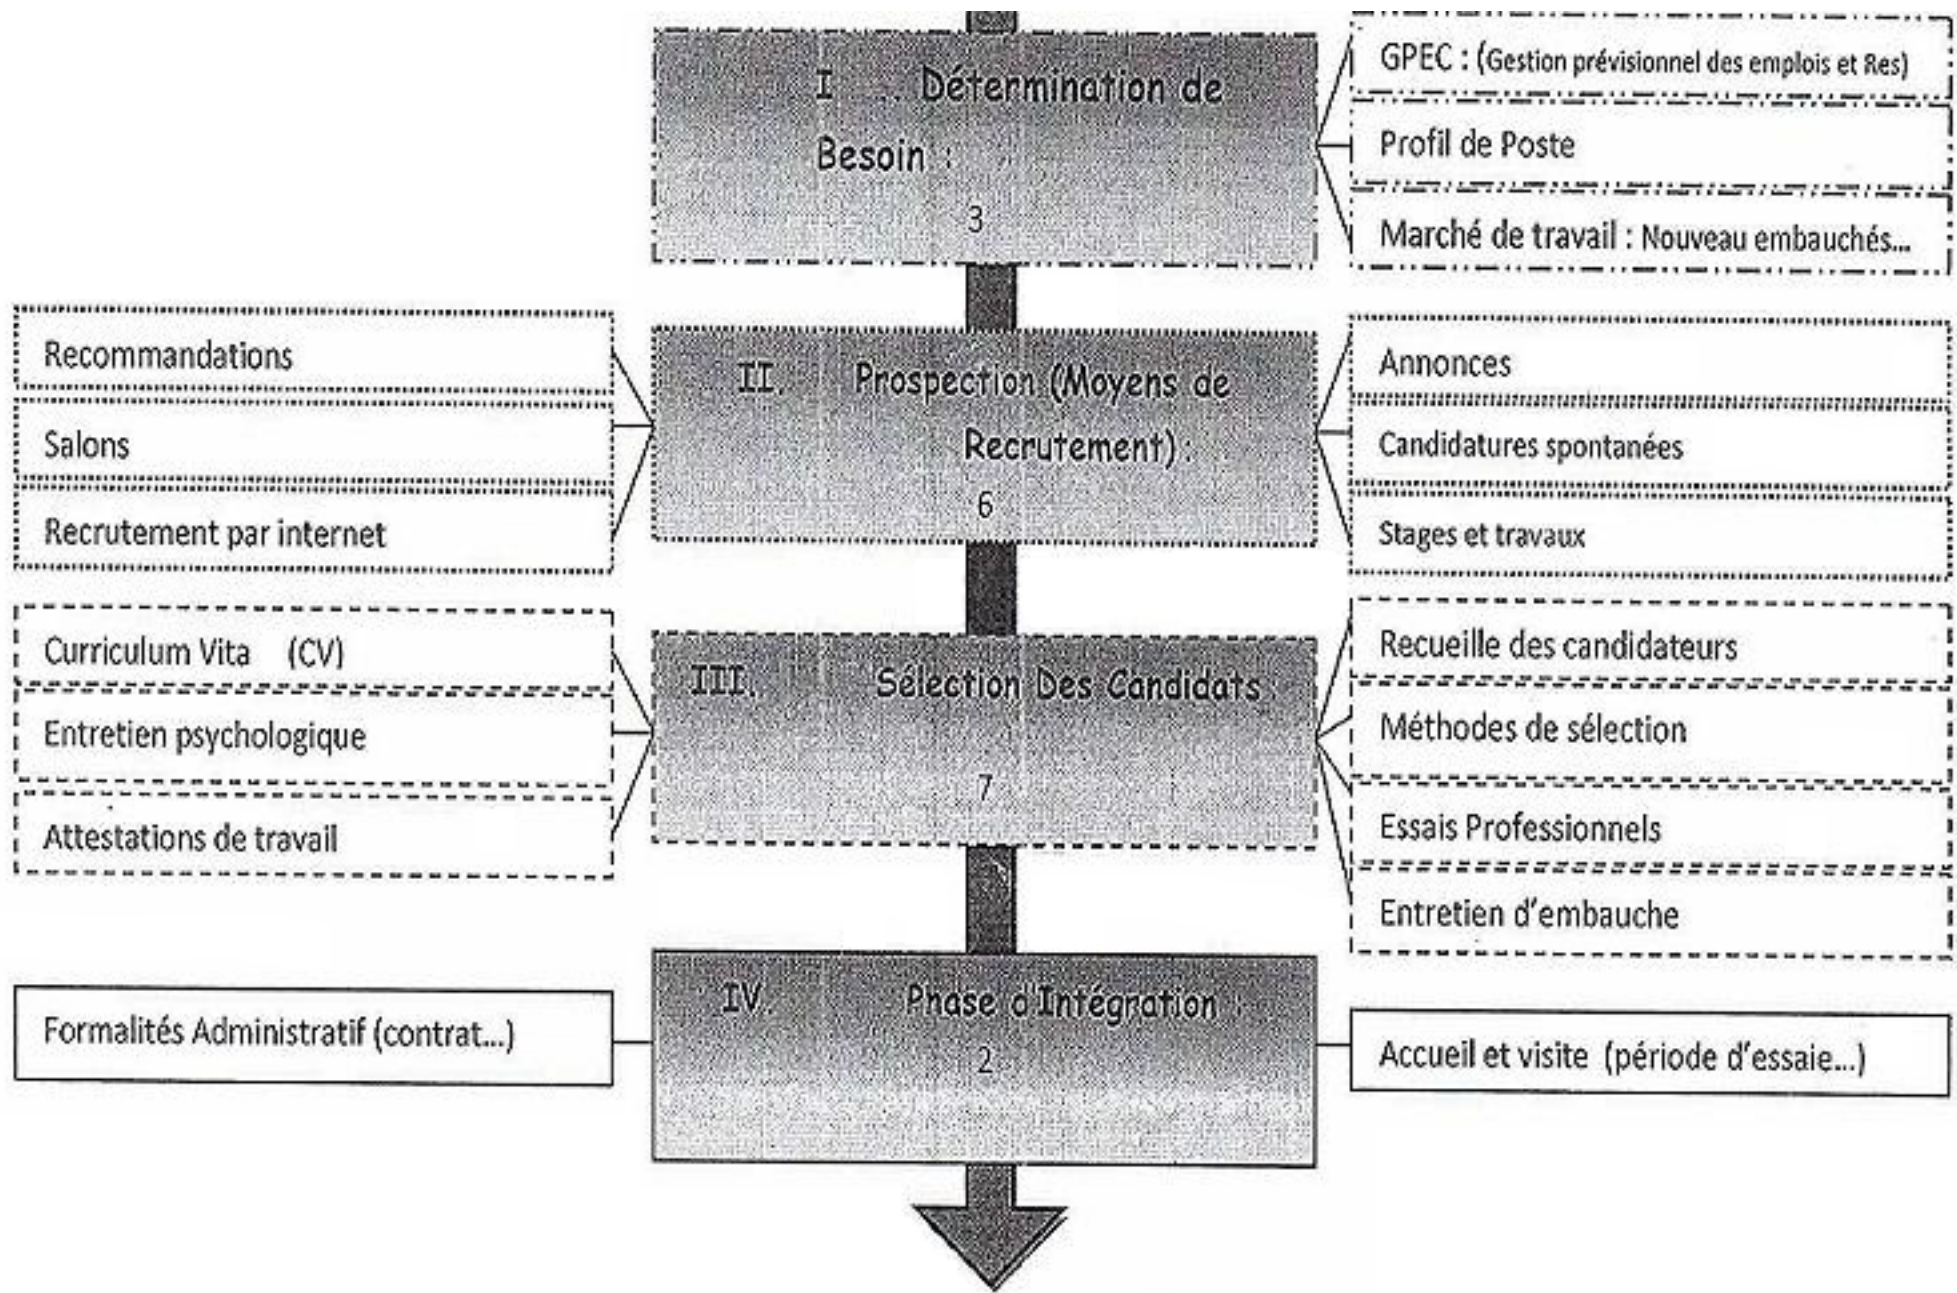 I .. Détermination de
Besoin :
3
GPEC : (Gestion prévisionnel des emplois et Res)
Profil de Poste
Marché de travail : Nouveau embauchés...
Recommandations
Salons
Recrutement par internet
II. Prospection (Moyens de
Recrutement) :
6
Annonces
Candidatures spontanées
Stages et travaux
Curriculum Vita (CV)
Entretien psychologique
Attestations de travail
III. Sélection Des Candidats :
7
Recueille des candidateurs
Méthodes de sélection
Essais Professionnels
Entretien d'embauche
Formalités Administratif (contrat...)
IV. Phase d'Intégration :
2
Accueil et visite (période d'essaie...)